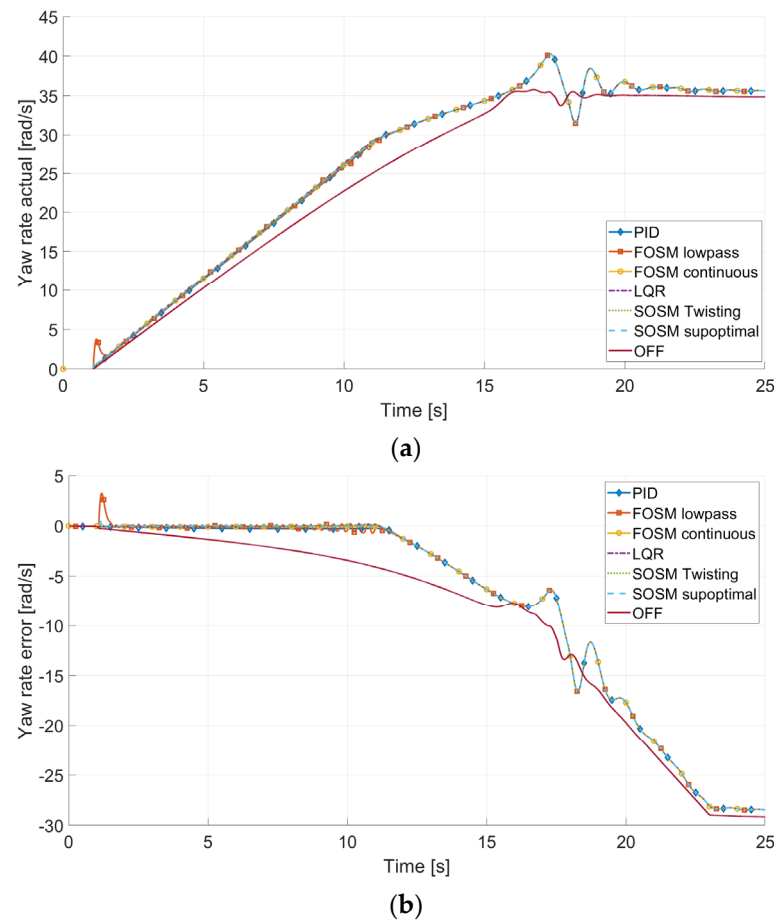 45
40
35
30
25
20
15
10
5
0
Yaw rate actual [rad/s]
PID
FOSM lowpass
FOSM continuous
LQR
SOSM Twisting
SOSM supoptimal
OFF
0 5 10 15 20 25
Time [s]
(a)
5
0
-5
-10
-15
-20
-25
-30
Yaw rate error [rad/s]
PID
FOSM lowpass
FOSM continuous
LQR
SOSM Twisting
SOSM supoptimal
OFF
0 5 10 15 20 25
Time [s]
(b)